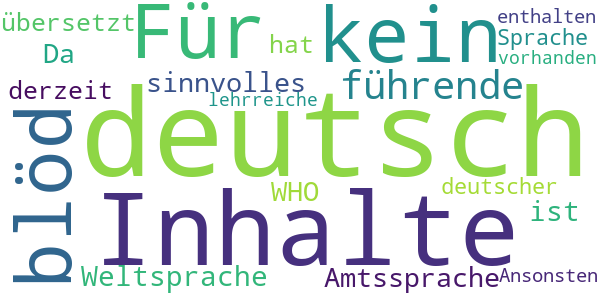 übersetzt
Für
kein
enthalten
Da
hat
Sprache
vorhanden
derzeit
sinnvolles
führende
lehrreiche
blöd
deutsch
WHO
deutscher
Inhalte
ist
Weltsprache
Amtssprache
Ansonsten